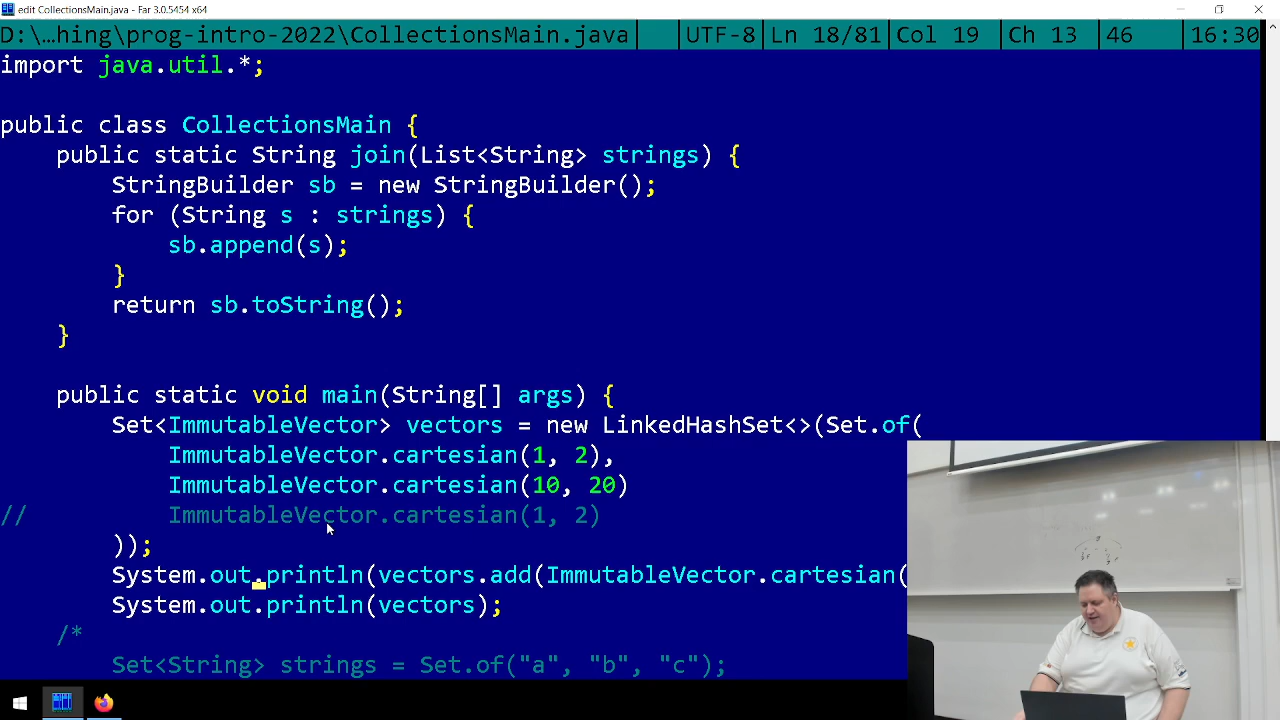 edit CollectionsMain.java - Far 3.0.5454 x64
D:\…hing\prog-intro-2022\CollectionsMain.java UTF-8 Ln 18/81 Col 19 Ch 13 46 16:30
import java.util.*;
public class CollectionsMain {
public static String join(List<String> strings) {
StringBuilder sb = new StringBuilder();
for (String s : strings) {
sb.append(s);
}
return sb.toString();
}
public static void main(String[] args) {
Set<ImmutableVector> vectors = new LinkedHashSet<>(Set.of(
ImmutableVector.cartesian(1, 2),
ImmutableVector.cartesian(10, 20)
// ImmutableVector.cartesian(1, 2)
));
System.out.println(vectors.add(ImmutableVector.cartesian(
System.out.println(vectors);
/*
Set<String> strings = Set.of("a", "b", "c");